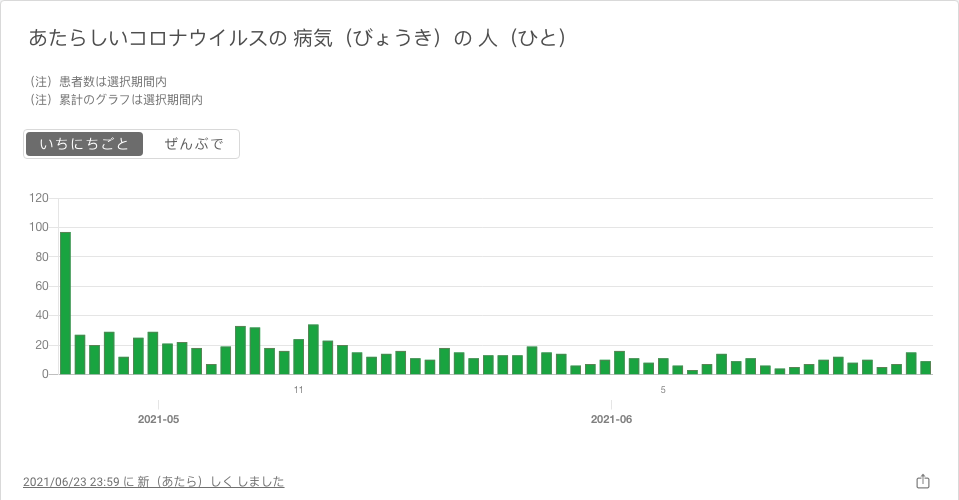 あたらしいコロナウイルスの 病気（びょうき）の 人（ひと）
（注）患者数は選択期間内
（注）累計のグラフは選択期間内
いちにちごと ぜんぶで
120
100
80
60
40
20
0
11 5
2021-05 2021-06
2021/06/23 23:59 に 新（あたら）しく しました